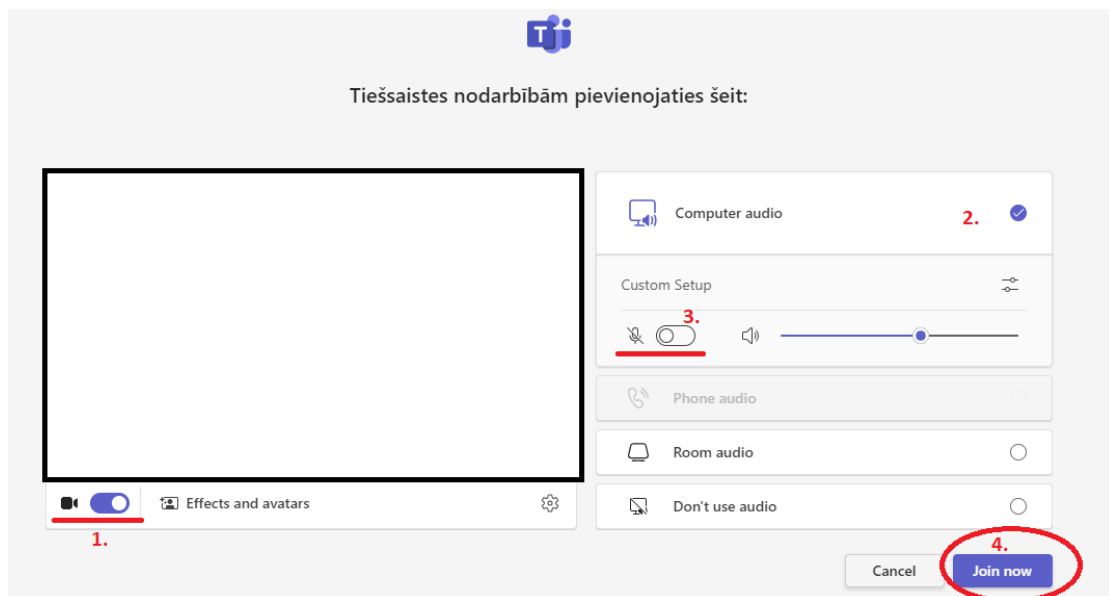 T
Tiešsaistes nodarbībām pievienojaties šeit:
Computer audio
2.
Custom Setup
3.
Phone audio
Room audio
Effects and avatars
Don't use audio
1.
4.
Cancel
Join now